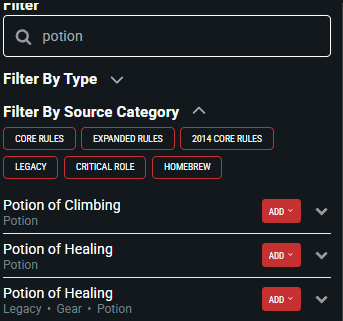 Filter
potion
Filter By Type
Filter By Source Category
CORE RULES EXPANDED RULES 2014 CORE RULES
LEGACY CRITICAL ROLE HOMEBREW
Potion of Climbing
Potion
ADD
Potion of Healing
Potion
ADD
Potion of Healing
Legacy • Gear • Potion
ADD